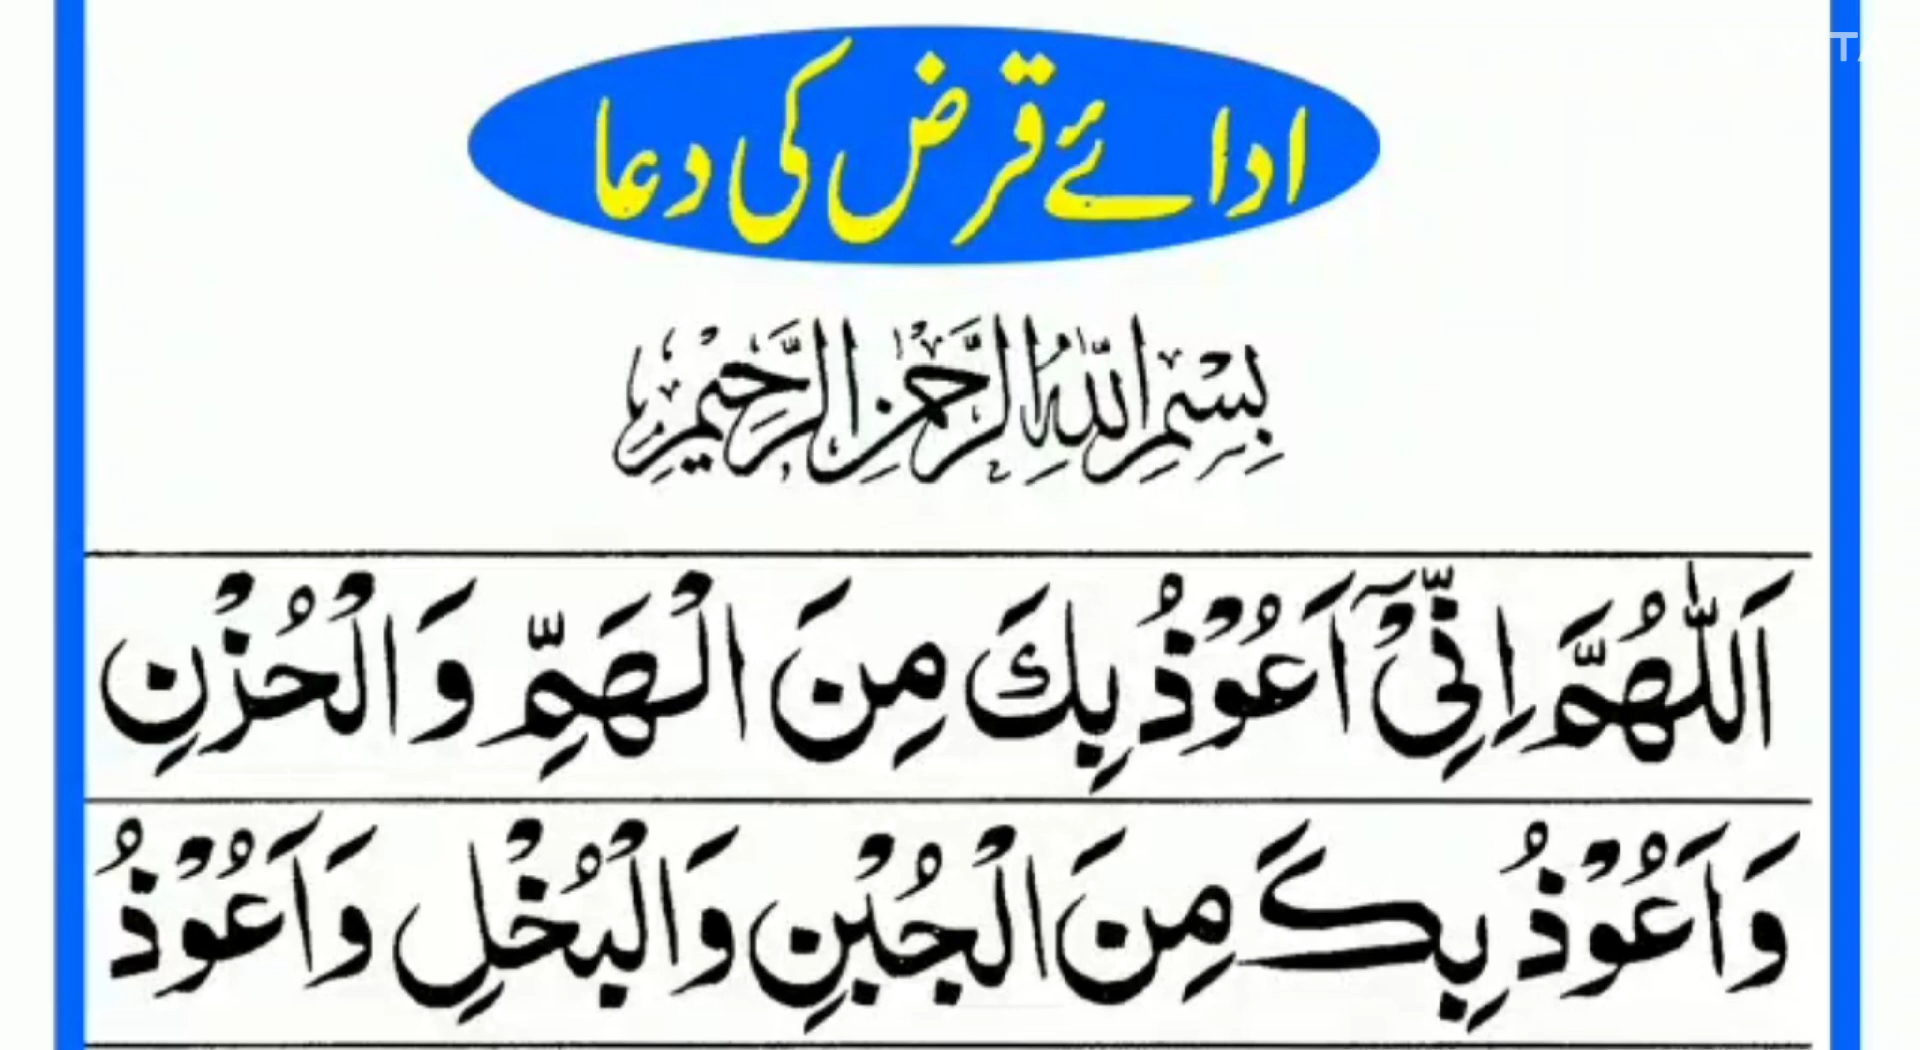 ادائے قرض کی دعا
بِسْمِ اللّٰهِ الرَّحْمٰنِ الرَّحِيْمِ
اَللّٰهُمَّ اِنِّيْٓ اَعُوْذُ بِكَ مِنَ الْهَمِّ وَالْحُزْنِ
وَاَعُوْذُ بِكَ مِنَ الْجُبْنِ وَالْبُخْلِ وَاَعُوْذُ